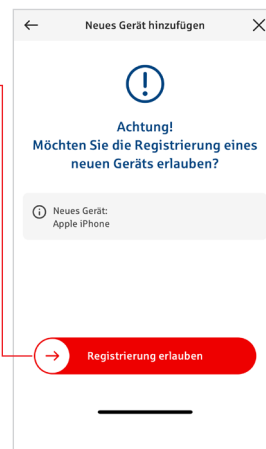 Neues Gerät hinzufügen
Achtung!
Möchten Sie die Registrierung eines
neuen Geräts erlauben?
Neues Gerät:
Apple iPhone
Registrierung erlauben